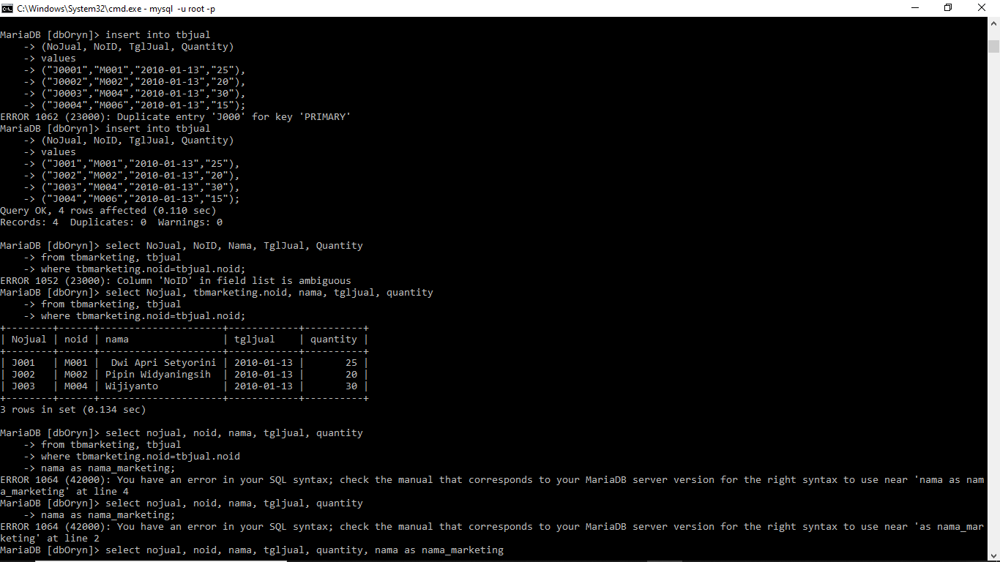 C:\Windows\System32\cmd.exe - mysql  -u root -p
MariaDB [dbOryn]> insert into tbjual
    -> (NoJual, NoID, TglJual, Quantity)
    -> values
    -> ("J0001","M001","2010-01-13","25"),
    -> ("J0002","M002","2010-01-13","20"),
    -> ("J0003","M004","2010-01-13","30"),
    -> ("J0004","M006","2010-01-13","15");
ERROR 1062 (23000): Duplicate entry 'J000' for key 'PRIMARY'
MariaDB [dbOryn]> insert into tbjual
    -> (NoJual, NoID, TglJual, Quantity)
    -> values
    -> ("J001","M001","2010-01-13","25"),
    -> ("J002","M002","2010-01-13","20"),
    -> ("J003","M004","2010-01-13","30"),
    -> ("J004","M006","2010-01-13","15");
Query OK, 4 rows affected (0.110 sec)
Records: 4  Duplicates: 0  Warnings: 0
MariaDB [dbOryn]> select NoJual, NoID, Nama, TglJual, Quantity
    -> from tbmarketing, tbjual
    -> where tbmarketing.noid=tbjual.noid;
ERROR 1052 (23000): Column 'NoID' in field list is ambiguous
MariaDB [dbOryn]> select Nojual, tbmarketing.noid, nama, tgljual, quantity
    -> from tbmarketing, tbjual
    -> where tbmarketing.noid=tbjual.noid;
+--------+------+---------------------+------------+----------+
| Nojual | noid | nama                | tgljual    | quantity |
+--------+------+---------------------+------------+----------+
| J001   | M001 |  Dwi Apri Setyorini | 2010-01-13 |       25 |
| J002   | M002 | Pipin Widyaningsih  | 2010-01-13 |       20 |
| J003   | M004 | Wijiyanto           | 2010-01-13 |       30 |
+--------+------+---------------------+------------+----------+
3 rows in set (0.134 sec)
MariaDB [dbOryn]> select nojual, noid, nama, tgljual, quantity
    -> from tbmarketing, tbjual
    -> where tbmarketing.noid=tbjual.noid
    -> nama as nama_marketing;
ERROR 1064 (42000): You have an error in your SQL syntax; check the manual that corresponds to your MariaDB server version for the right syntax to use near 'nama as nam
a_marketing' at line 4
MariaDB [dbOryn]> select nojual, noid, nama, tgljual, quantity
    -> nama as nama_marketing;
ERROR 1064 (42000): You have an error in your SQL syntax; check the manual that corresponds to your MariaDB server version for the right syntax to use near 'as nama_mar
keting' at line 2
MariaDB [dbOryn]> select nojual, noid, nama, tgljual, quantity, nama as nama_marketing